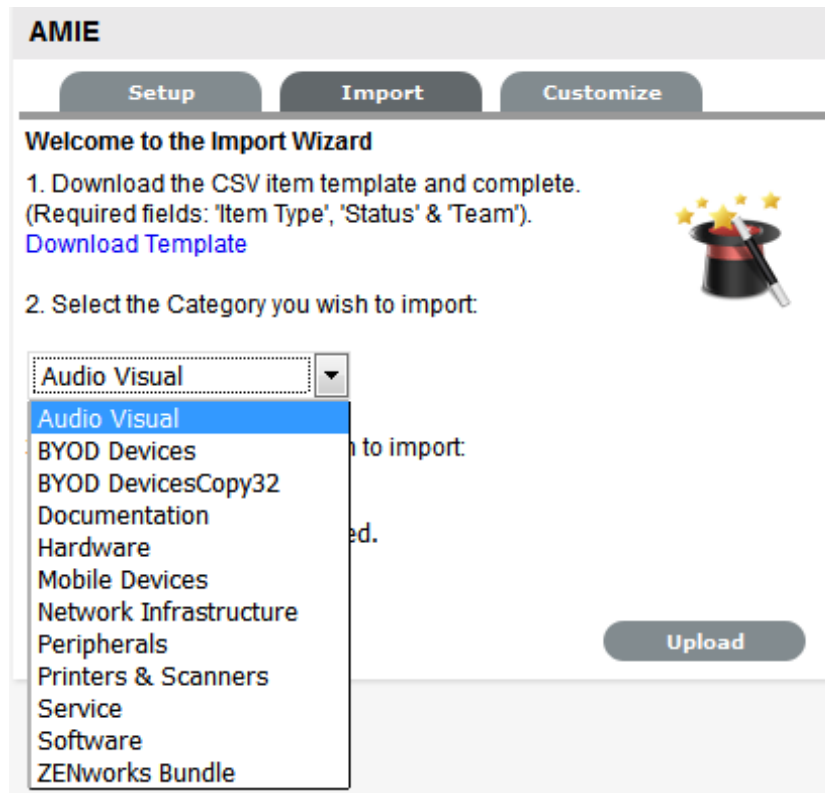 AMIE
Setup Import Customize
Welcome to the Import Wizard
1. Download the CSV item template and complete.
(Required fields: 'Item Type', 'Status' & 'Team').
Download Template
2. Select the Category you wish to import:
Audio Visual
Audio Visual
BYOD Devices
to import:
BYOD DevicesCopy32
Documentation
Hardware
Mobile Devices
Network Infrastructure
Peripherals
Upload
Printers & Scanners
Service
Software
ZENworks Bundle